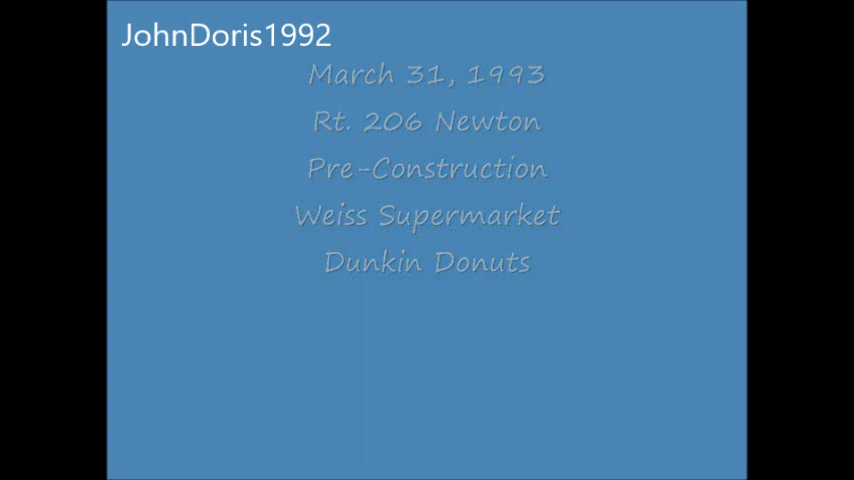 JohnDoris1992
March 31, 1993
Rt. 206 Newton
Pre-Construction
Weiss Supermarket
Dunkin Donuts